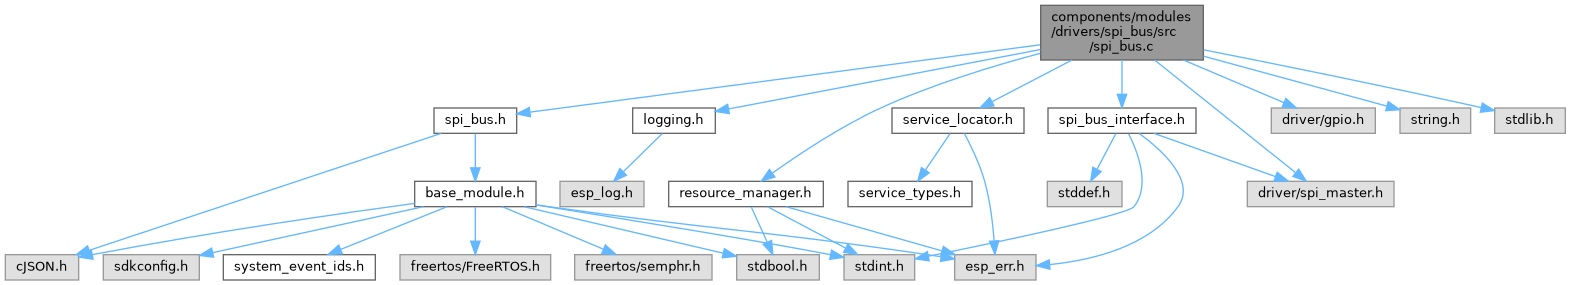 components/modules
/drivers/spi_bus/src
/spi_bus.c
spi_bus.h
logging.h
service_locator.h
spi_bus_interface.h
driver/gpio.h
string.h
stdlib.h
base_module.h
esp_log.h
resource_manager.h
service_types.h
stddef.h
driver/spi_master.h
cJSON.h
sdkconfig.h
system_event_ids.h
freertos/FreeRTOS.h
freertos/semphr.h
stdbool.h
stdint.h
esp_err.h